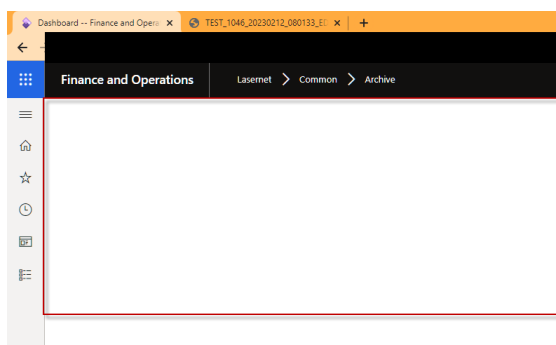 Dashboard -- Finance and Opera
TEST_1046_20230212_080133_E
Finance and Operations
Lasernet
Common
Archive